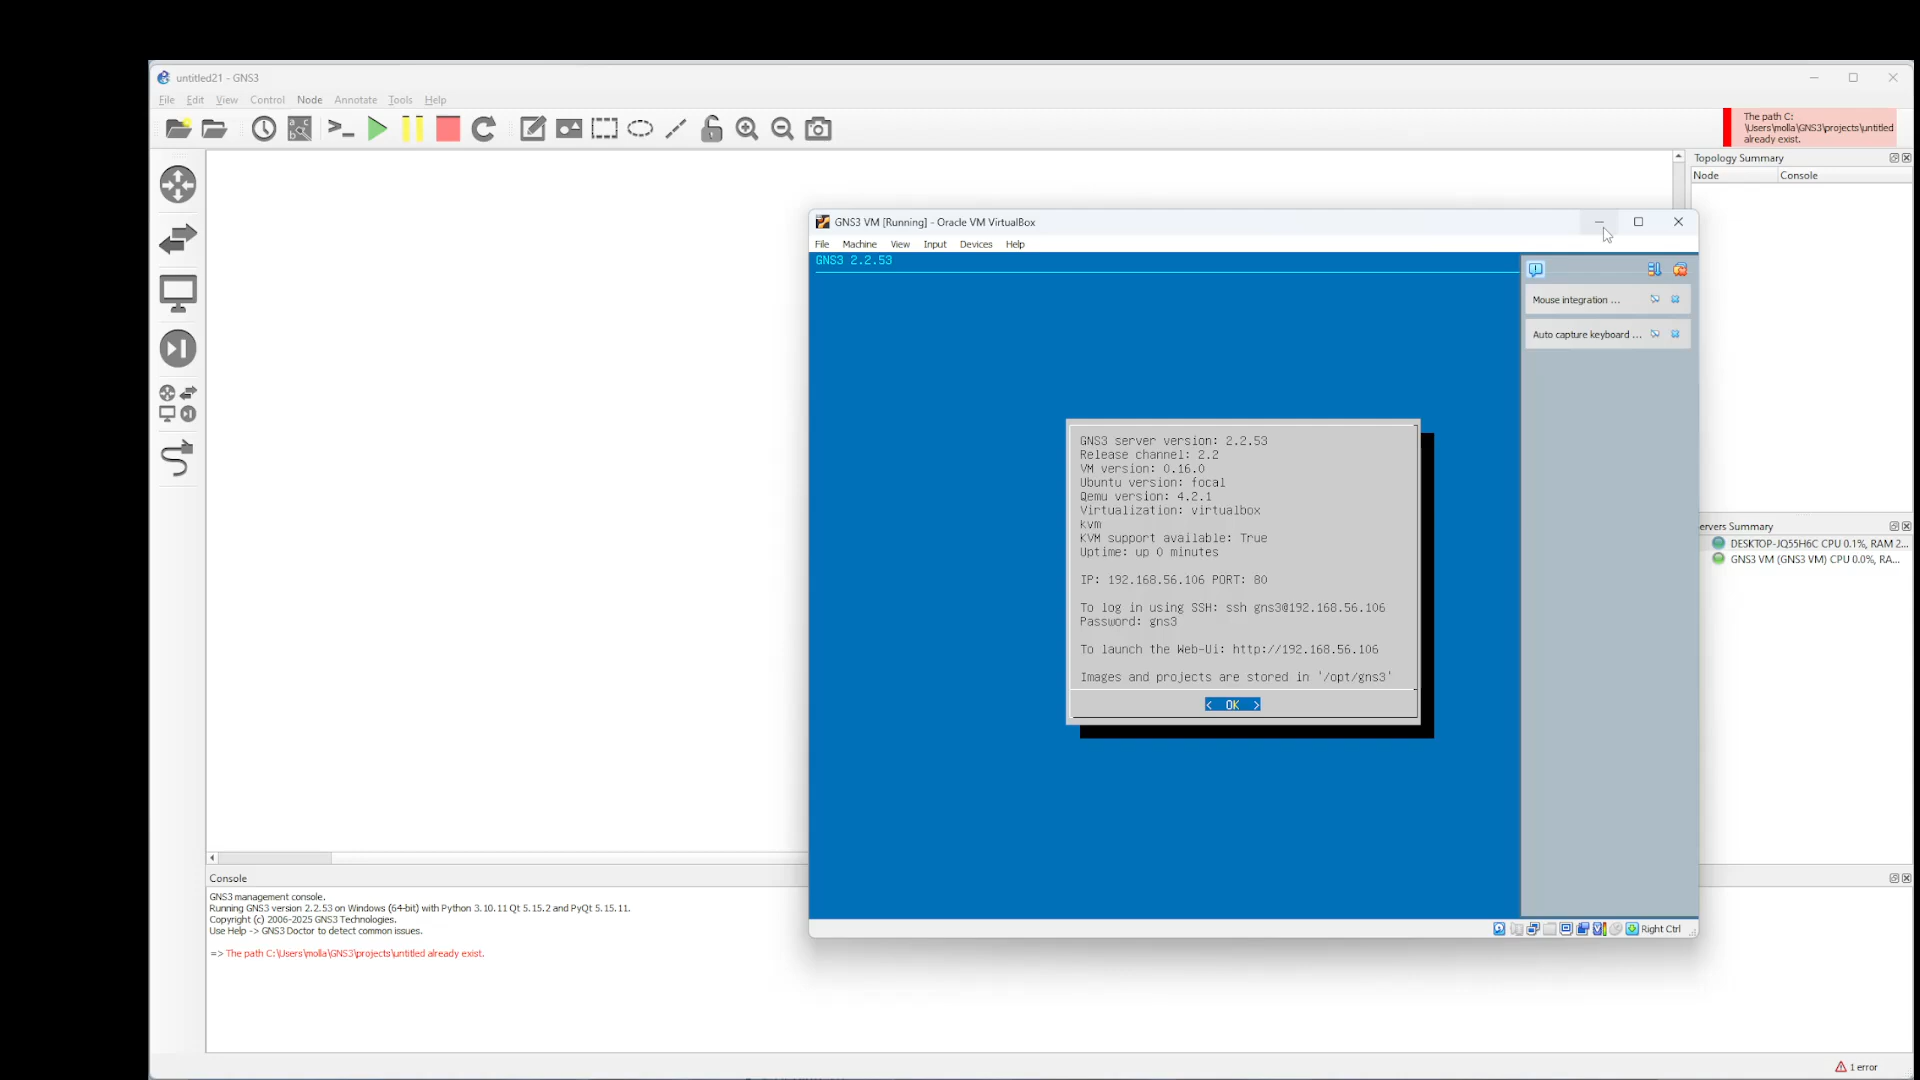 untitled21 - GNS3
File Edit View Control Node Annotate Tools Help
The path C:
\Users\molla\GNS3\projects\untitled
already exist.
Topology Summary
Node Console
GNS3 VM [Running] - Oracle VM VirtualBox
File Machine View Input Devices Help
GNS3 2.2.53
Mouse integration ...
Auto capture keyboard ...
GNS3 server version: 2.2.53
Release channel: 2.2
VM version: 0.16.0
Ubuntu version: focal
Qemu version: 4.2.1
Virtualization: virtualbox
kvm
KVM support available: True
Uptime: up 0 minutes
IP: 192.168.56.106 PORT: 80
To log in using SSH: ssh gns3@192.168.56.106
Password: gns3
To launch the Web-Ui: http://192.168.56.106
Images and projects are stored in '/opt/gns3'
< OK >
Right Ctrl
ervers Summary
DESKTOP-JQ55H6C CPU 0.1%, RAM 2...
GNS3 VM (GNS3 VM) CPU 0.0%, RA...
Console
GNS3 management console.
Running GNS3 version 2.2.53 on Windows (64-bit) with Python 3.10.11 Qt 5.15.2 and PyQt 5.15.11.
Copyright (c) 2006-2025 GNS3 Technologies.
Use Help -> GNS3 Doctor to detect common issues.
=> The path C:\Users\molla\GNS3\projects\untitled already exist.
1 error